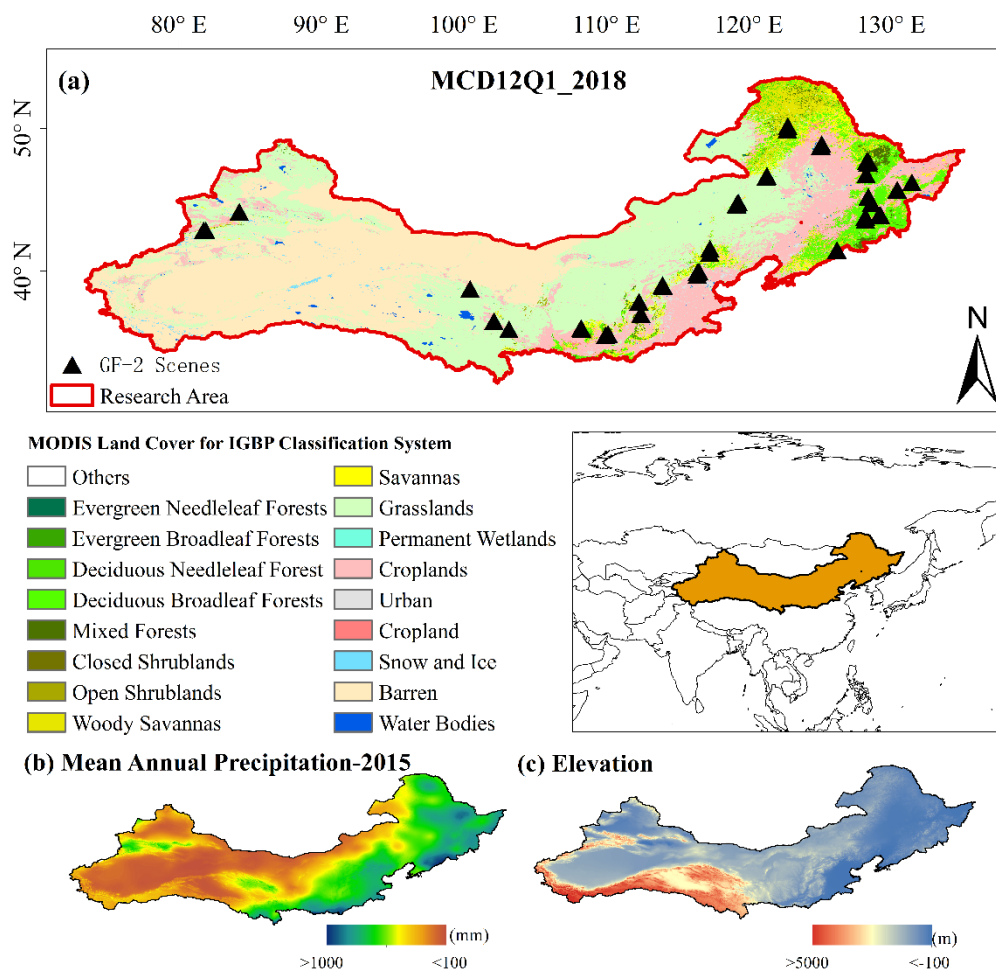 80° E 90° E 100° E 110° E 120° E 130° E
(a) MCD12Q1_2018
50° N
40° N
N
GF-2 Scenes
Research Area
MODIS Land Cover for IGBP Classification System
Others
Evergreen Needleleaf Forests
Evergreen Broadleaf Forests
Deciduous Needleleaf Forest
Deciduous Broadleaf Forests
Mixed Forests
Closed Shrublands
Open Shrublands
Woody Savannas
Savannas
Grasslands
Permanent Wetlands
Croplands
Urban
Cropland
Snow and Ice
Barren
Water Bodies
(b) Mean Annual Precipitation-2015
(mm)
>1000 <100
(c) Elevation
(m)
>5000 <-100